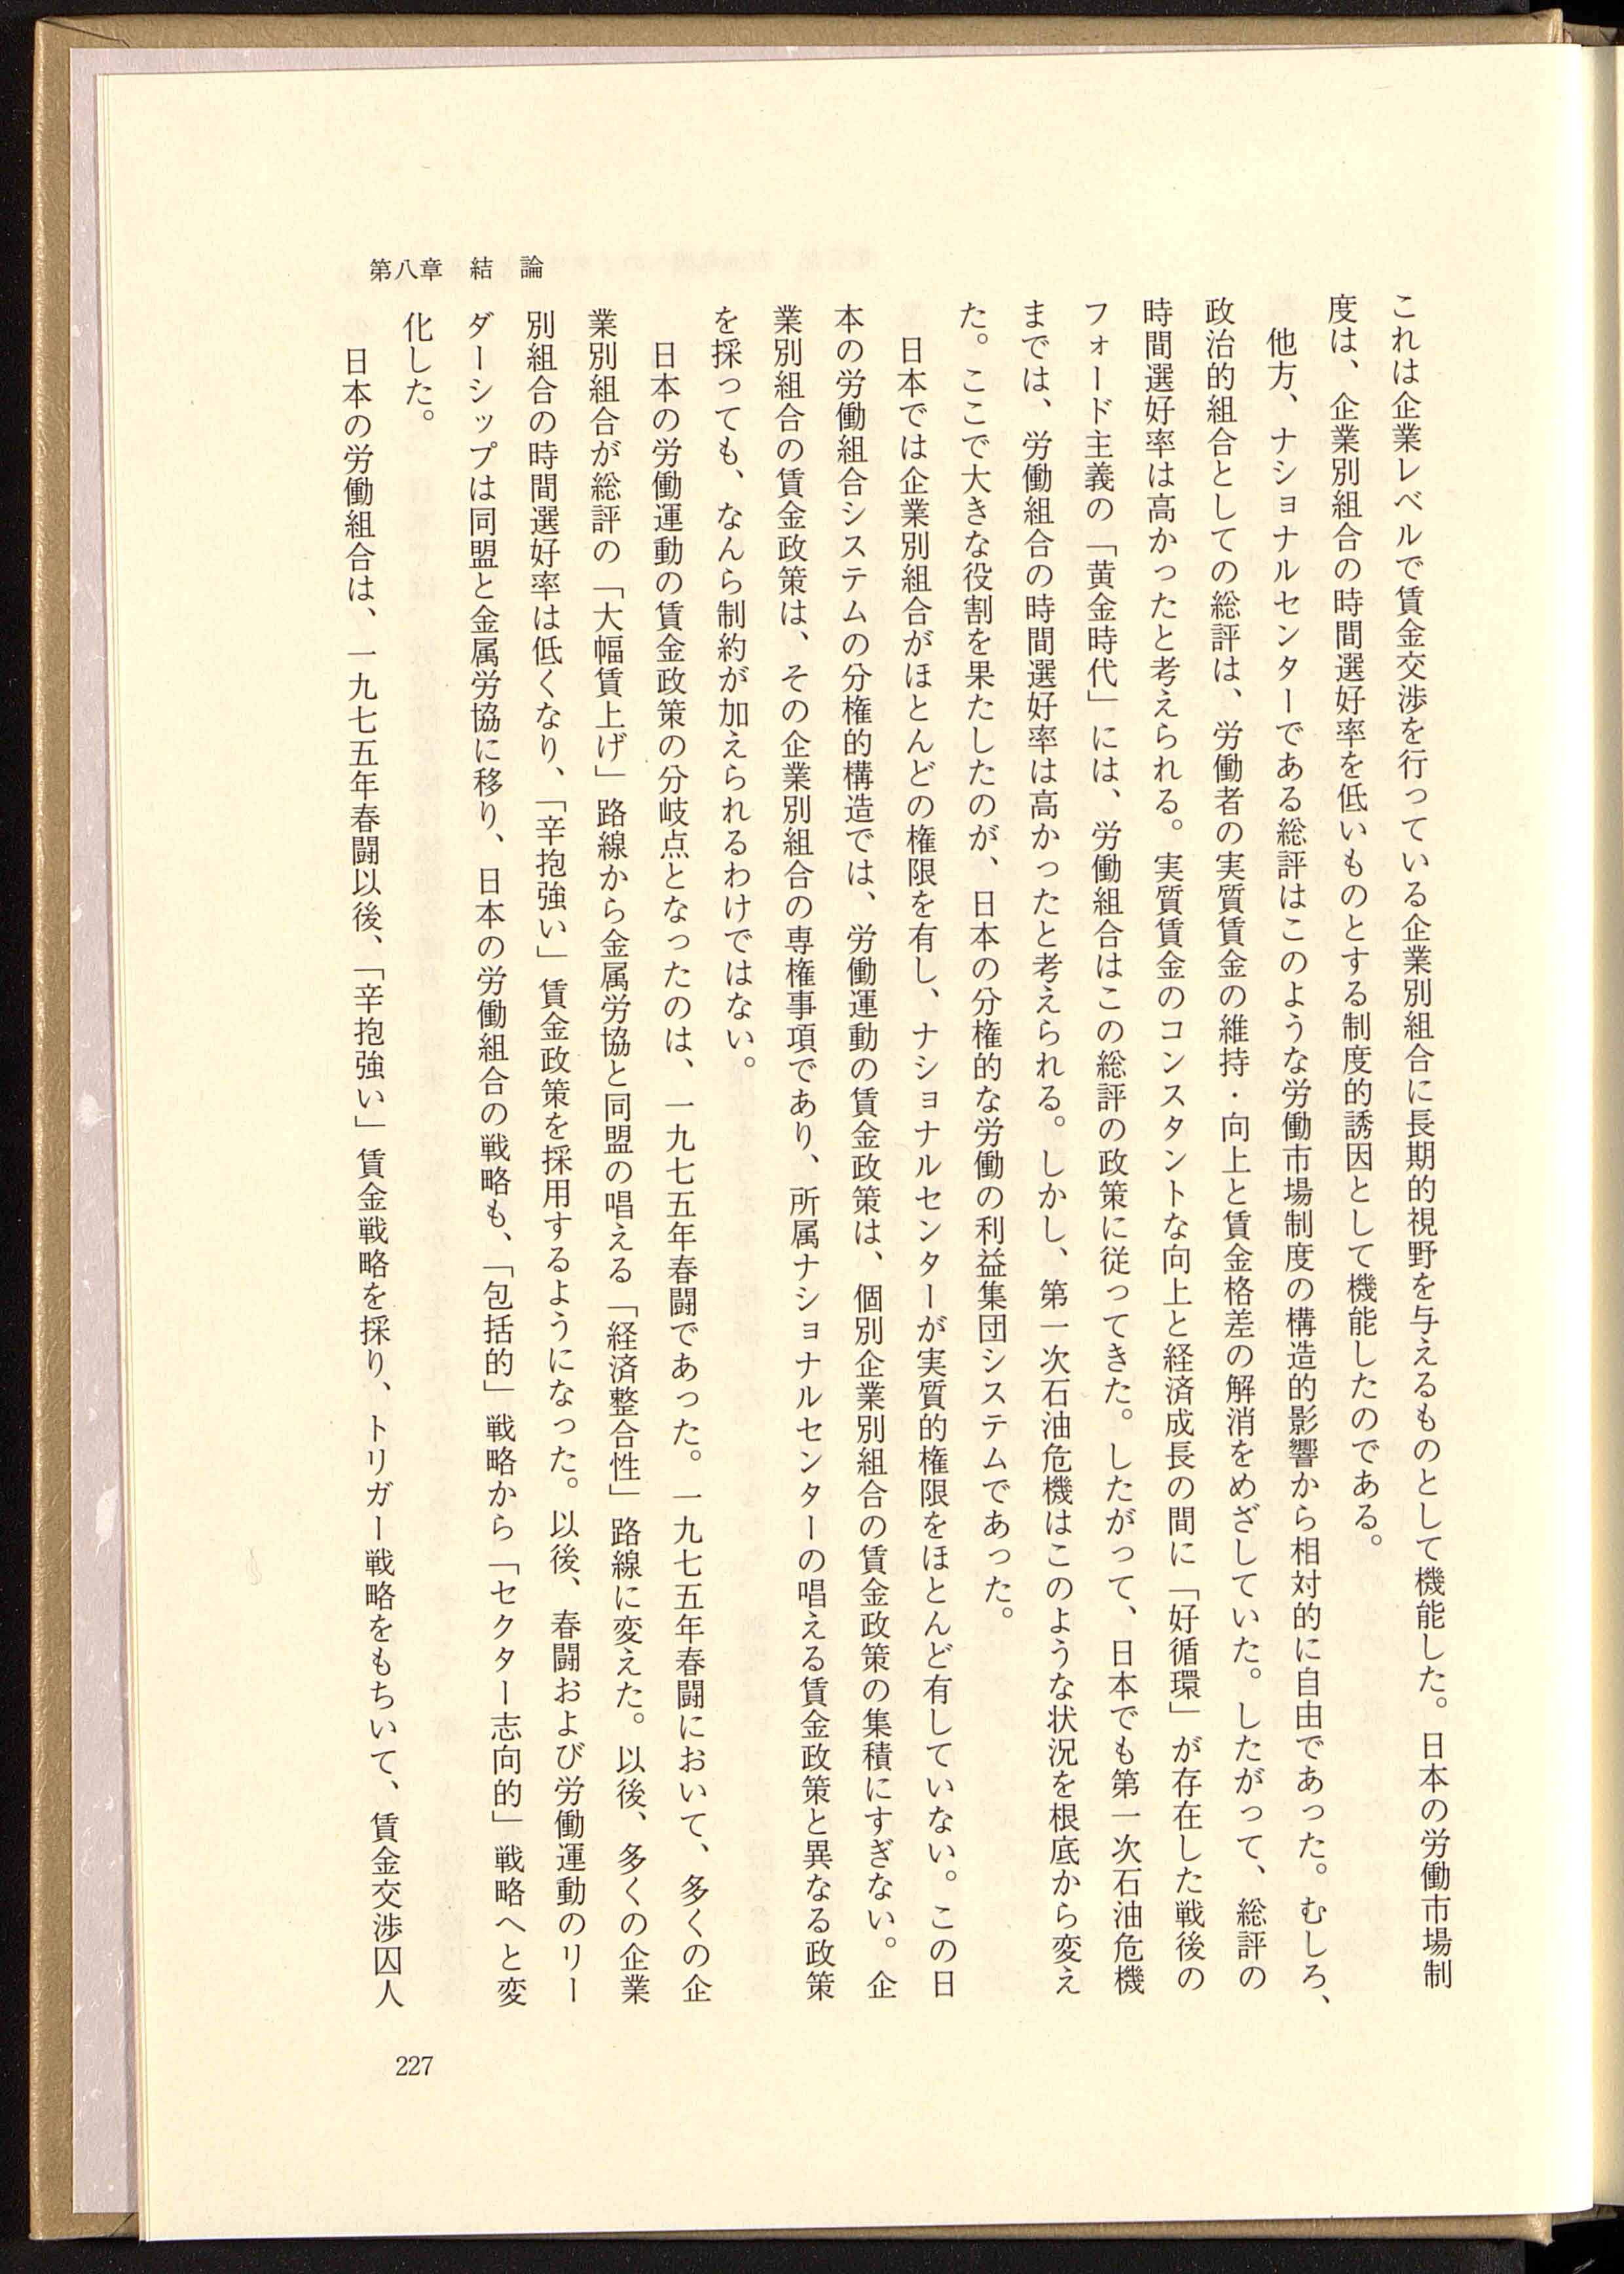 第八章　結　論
これは企業レベルで賃金交渉を行っている企業別組合に長期的視野を与えるものとして機能した。日本の労働市場制
度は、企業別組合の時間選好率を低いものとする制度的誘因として機能したのである。
　他方、ナショナルセンターである総評はこのような労働市場制度の構造的影響から相対的に自由であった。むしろ、
政治的組合としての総評は、労働者の実質賃金の維持・向上と賃金格差の解消をめざしていた。したがって、総評の
時間選好率は高かったと考えられる。実質賃金のコンスタントな向上と経済成長の間に「好循環」が存在した戦後の
フォード主義の「黄金時代」には、労働組合はこの総評の政策に従ってきた。したがって、日本でも第一次石油危機
までは、労働組合の時間選好率は高かったと考えられる。しかし、第一次石油危機はこのような状況を根底から変え
た。ここで大きな役割を果たしたのが、日本の分権的な労働の利益集団システムであった。
　日本では企業別組合がほとんどの権限を有し、ナショナルセンターが実質的権限をほとんど有していない。この日
本の労働組合システムの分権的構造では、労働運動の賃金政策は、個別企業別組合の賃金政策の集積にすぎない。企
業別組合の賃金政策は、その企業別組合の専権事項であり、所属ナショナルセンターの唱える賃金政策と異なる政策
を採っても、なんら制約が加えられるわけではない。
　日本の労働運動の賃金政策の分岐点となったのは、一九七五年春闘であった。一九七五年春闘において、多くの企
業別組合が総評の「大幅賃上げ」路線から金属労協と同盟の唱える「経済整合性」路線に変えた。以後、多くの企業
別組合の時間選好率は低くなり、「辛抱強い」賃金政策を採用するようになった。以後、春闘および労働運動のリー
ダーシップは同盟と金属労協に移り、日本の労働組合の戦略も、「包括的」戦略から「セクター志向的」戦略へと変
化した。
　日本の労働組合は、一九七五年春闘以後、「辛抱強い」賃金戦略を採り、トリガー戦略をもちいて、賃金交渉囚人
227